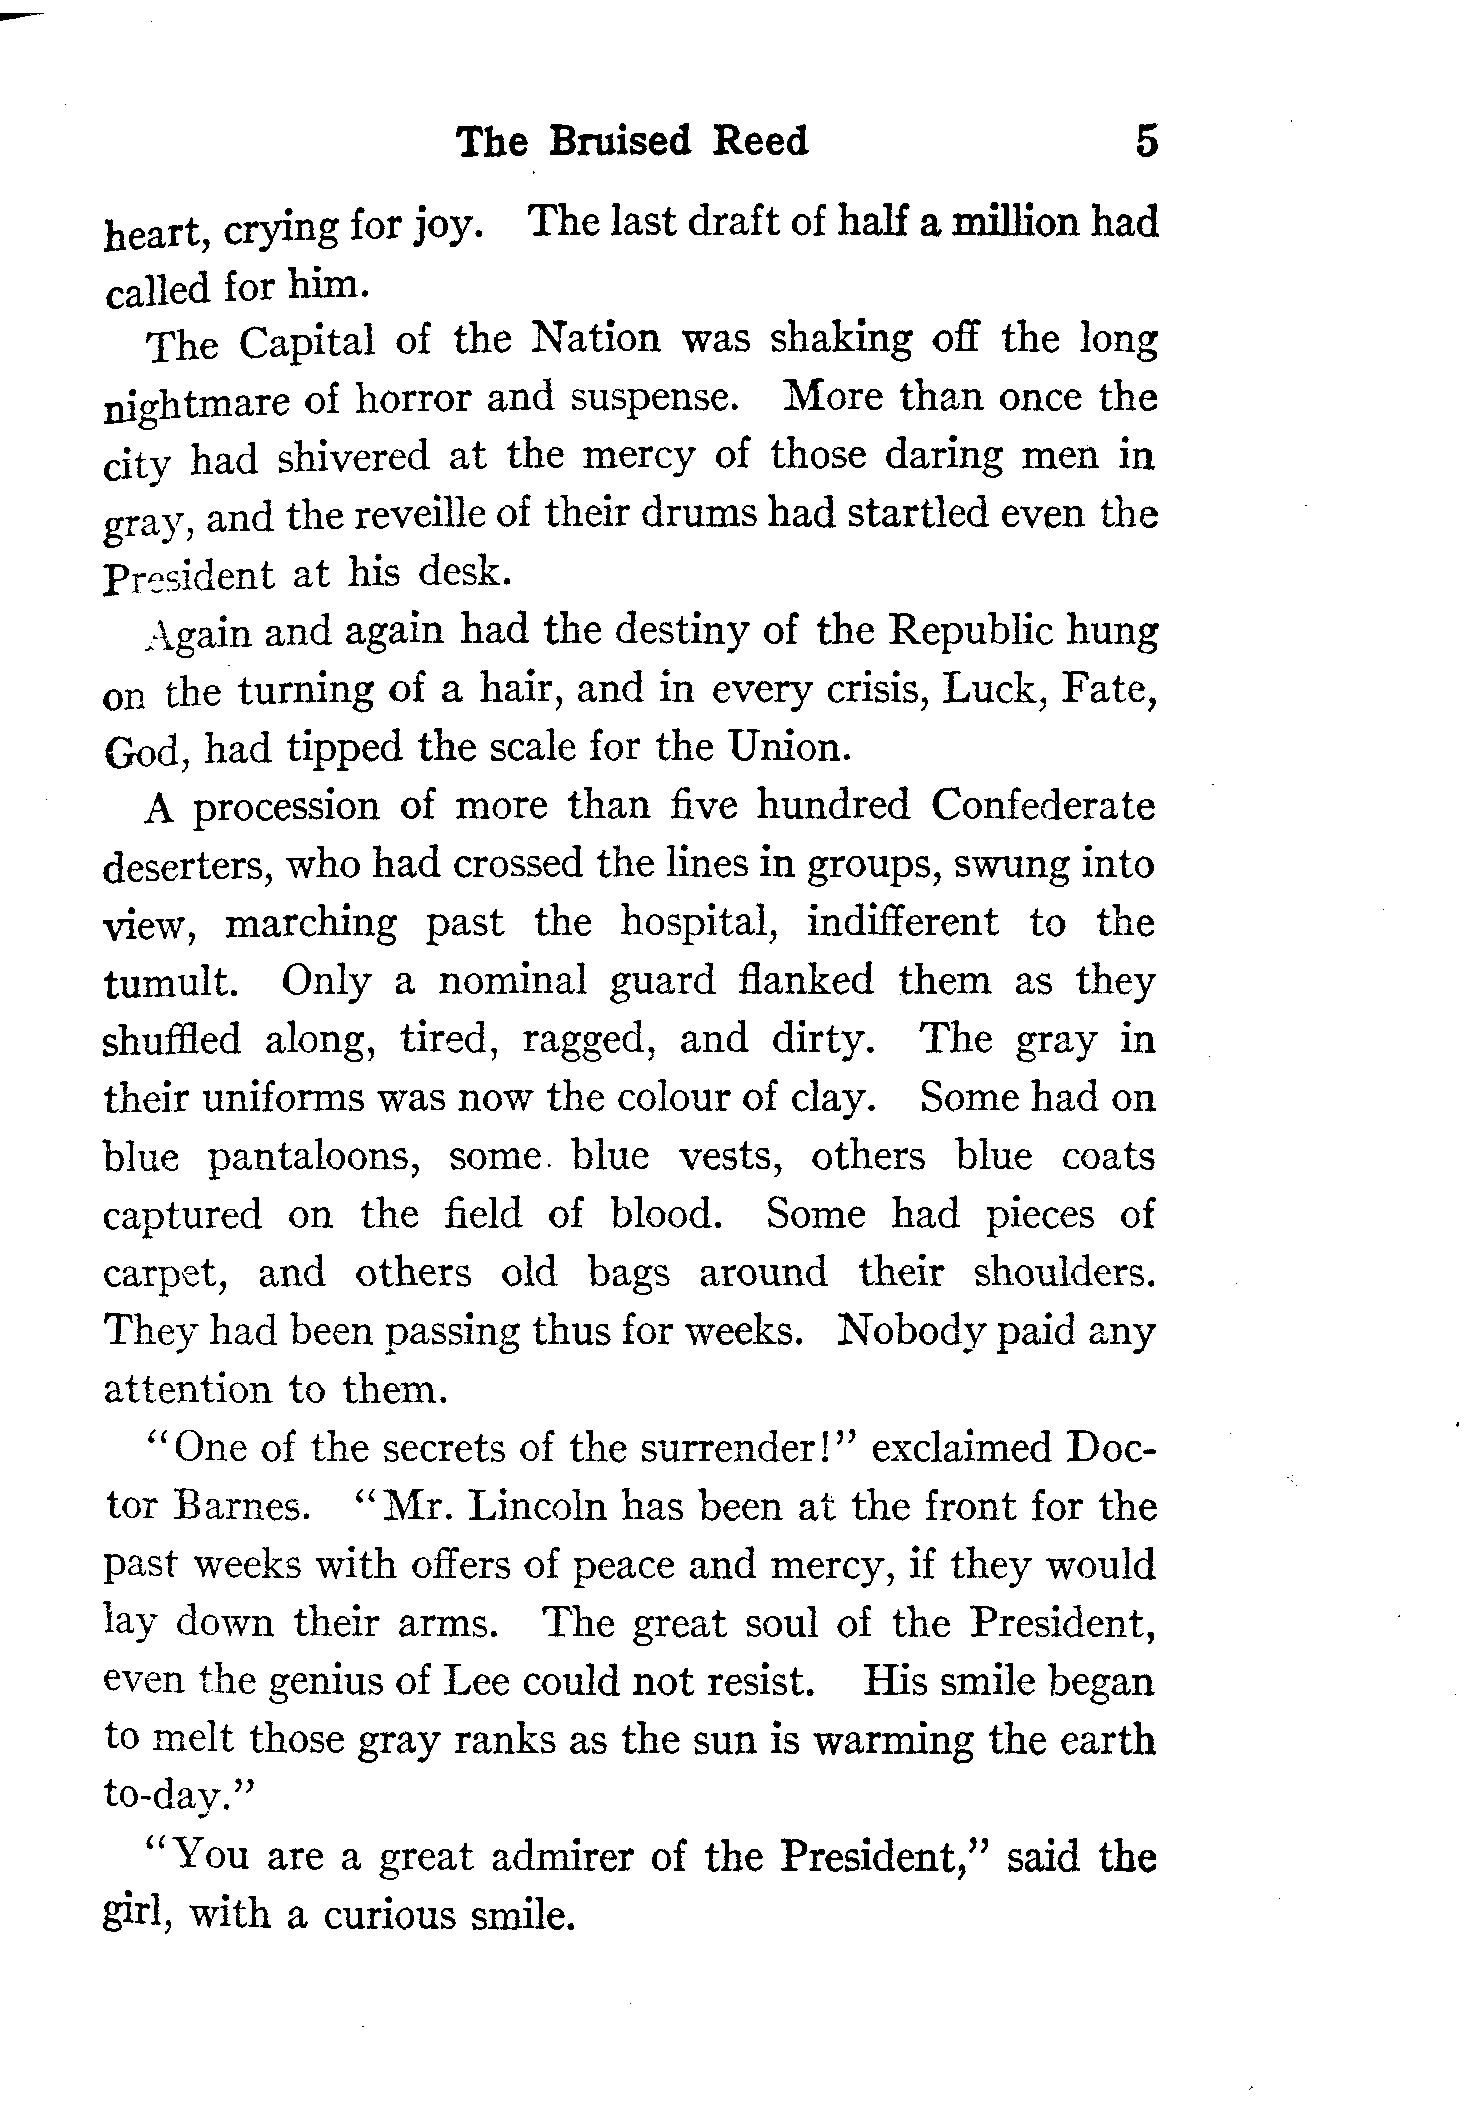 The Bruised Reed 5
heart, crying for joy. The last draft of half a million had
called for him.
The Capital of the Nation was shaking off the long
nightmare of horror and suspense. More than once the
city had shivered at the mercy of those daring men in
gray, and the reveille of their drums had startled even the
President at his desk.
Again and again had the destiny of the Republic hung
on the turning of a hair, and in every crisis, Luck, Fate,
God, had tipped the scale for the Union.
A procession of more than five hundred Confederate
deserters, who had crossed the lines in groups, swung into
view, marching past the hospital, indifferent to the
tumult. Only a nominal guard flanked them as they
shuffled along, tired, ragged, and dirty. The gray in
their uniforms was now the colour of clay. Some had on
blue pantaloons, some blue vests, others blue coats
captured on the field of blood. Some had pieces of
carpet, and others old bags around their shoulders.
They had been passing thus for weeks. Nobody paid any
attention to them.
"One of the secrets of the surrender!" exclaimed Doc-
tor Barnes. "Mr. Lincoln has been at the front for the
past weeks with offers of peace and mercy, if they would
lay down their arms. The great soul of the President,
even the genius of Lee could not resist. His smile began
to melt those gray ranks as the sun is warming the earth
to-day."
"You are a great admirer of the President," said the
girl, with a curious smile.